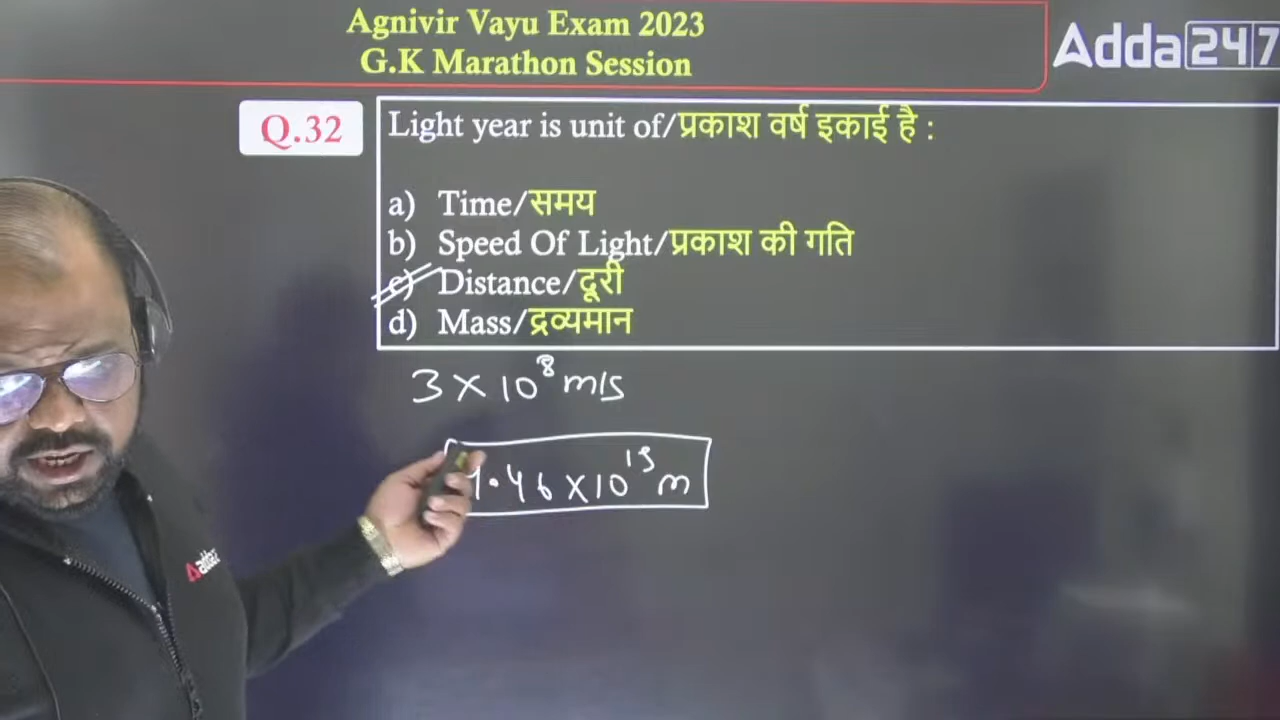 Agnivir Vayu Exam 2023
G.K Marathon Session
Adda247
Q.32
Light year is unit of/प्रकाश वर्ष इकाई है :
a) Time/समय
b) Speed Of Light/प्रकाश की गति
c) Distance/दूरी
d) Mass/द्रव्यमान
3 × 10⁸ m/s
.46 × 10¹⁵ m